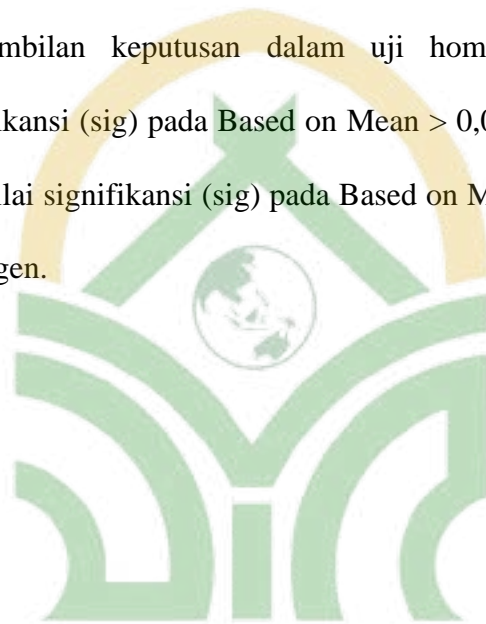 mbilan keputusan dalam uji hom
ikansi (sig) pada Based on Mean > 0,0
lai signifikansi (sig) pada Based on M
gen.